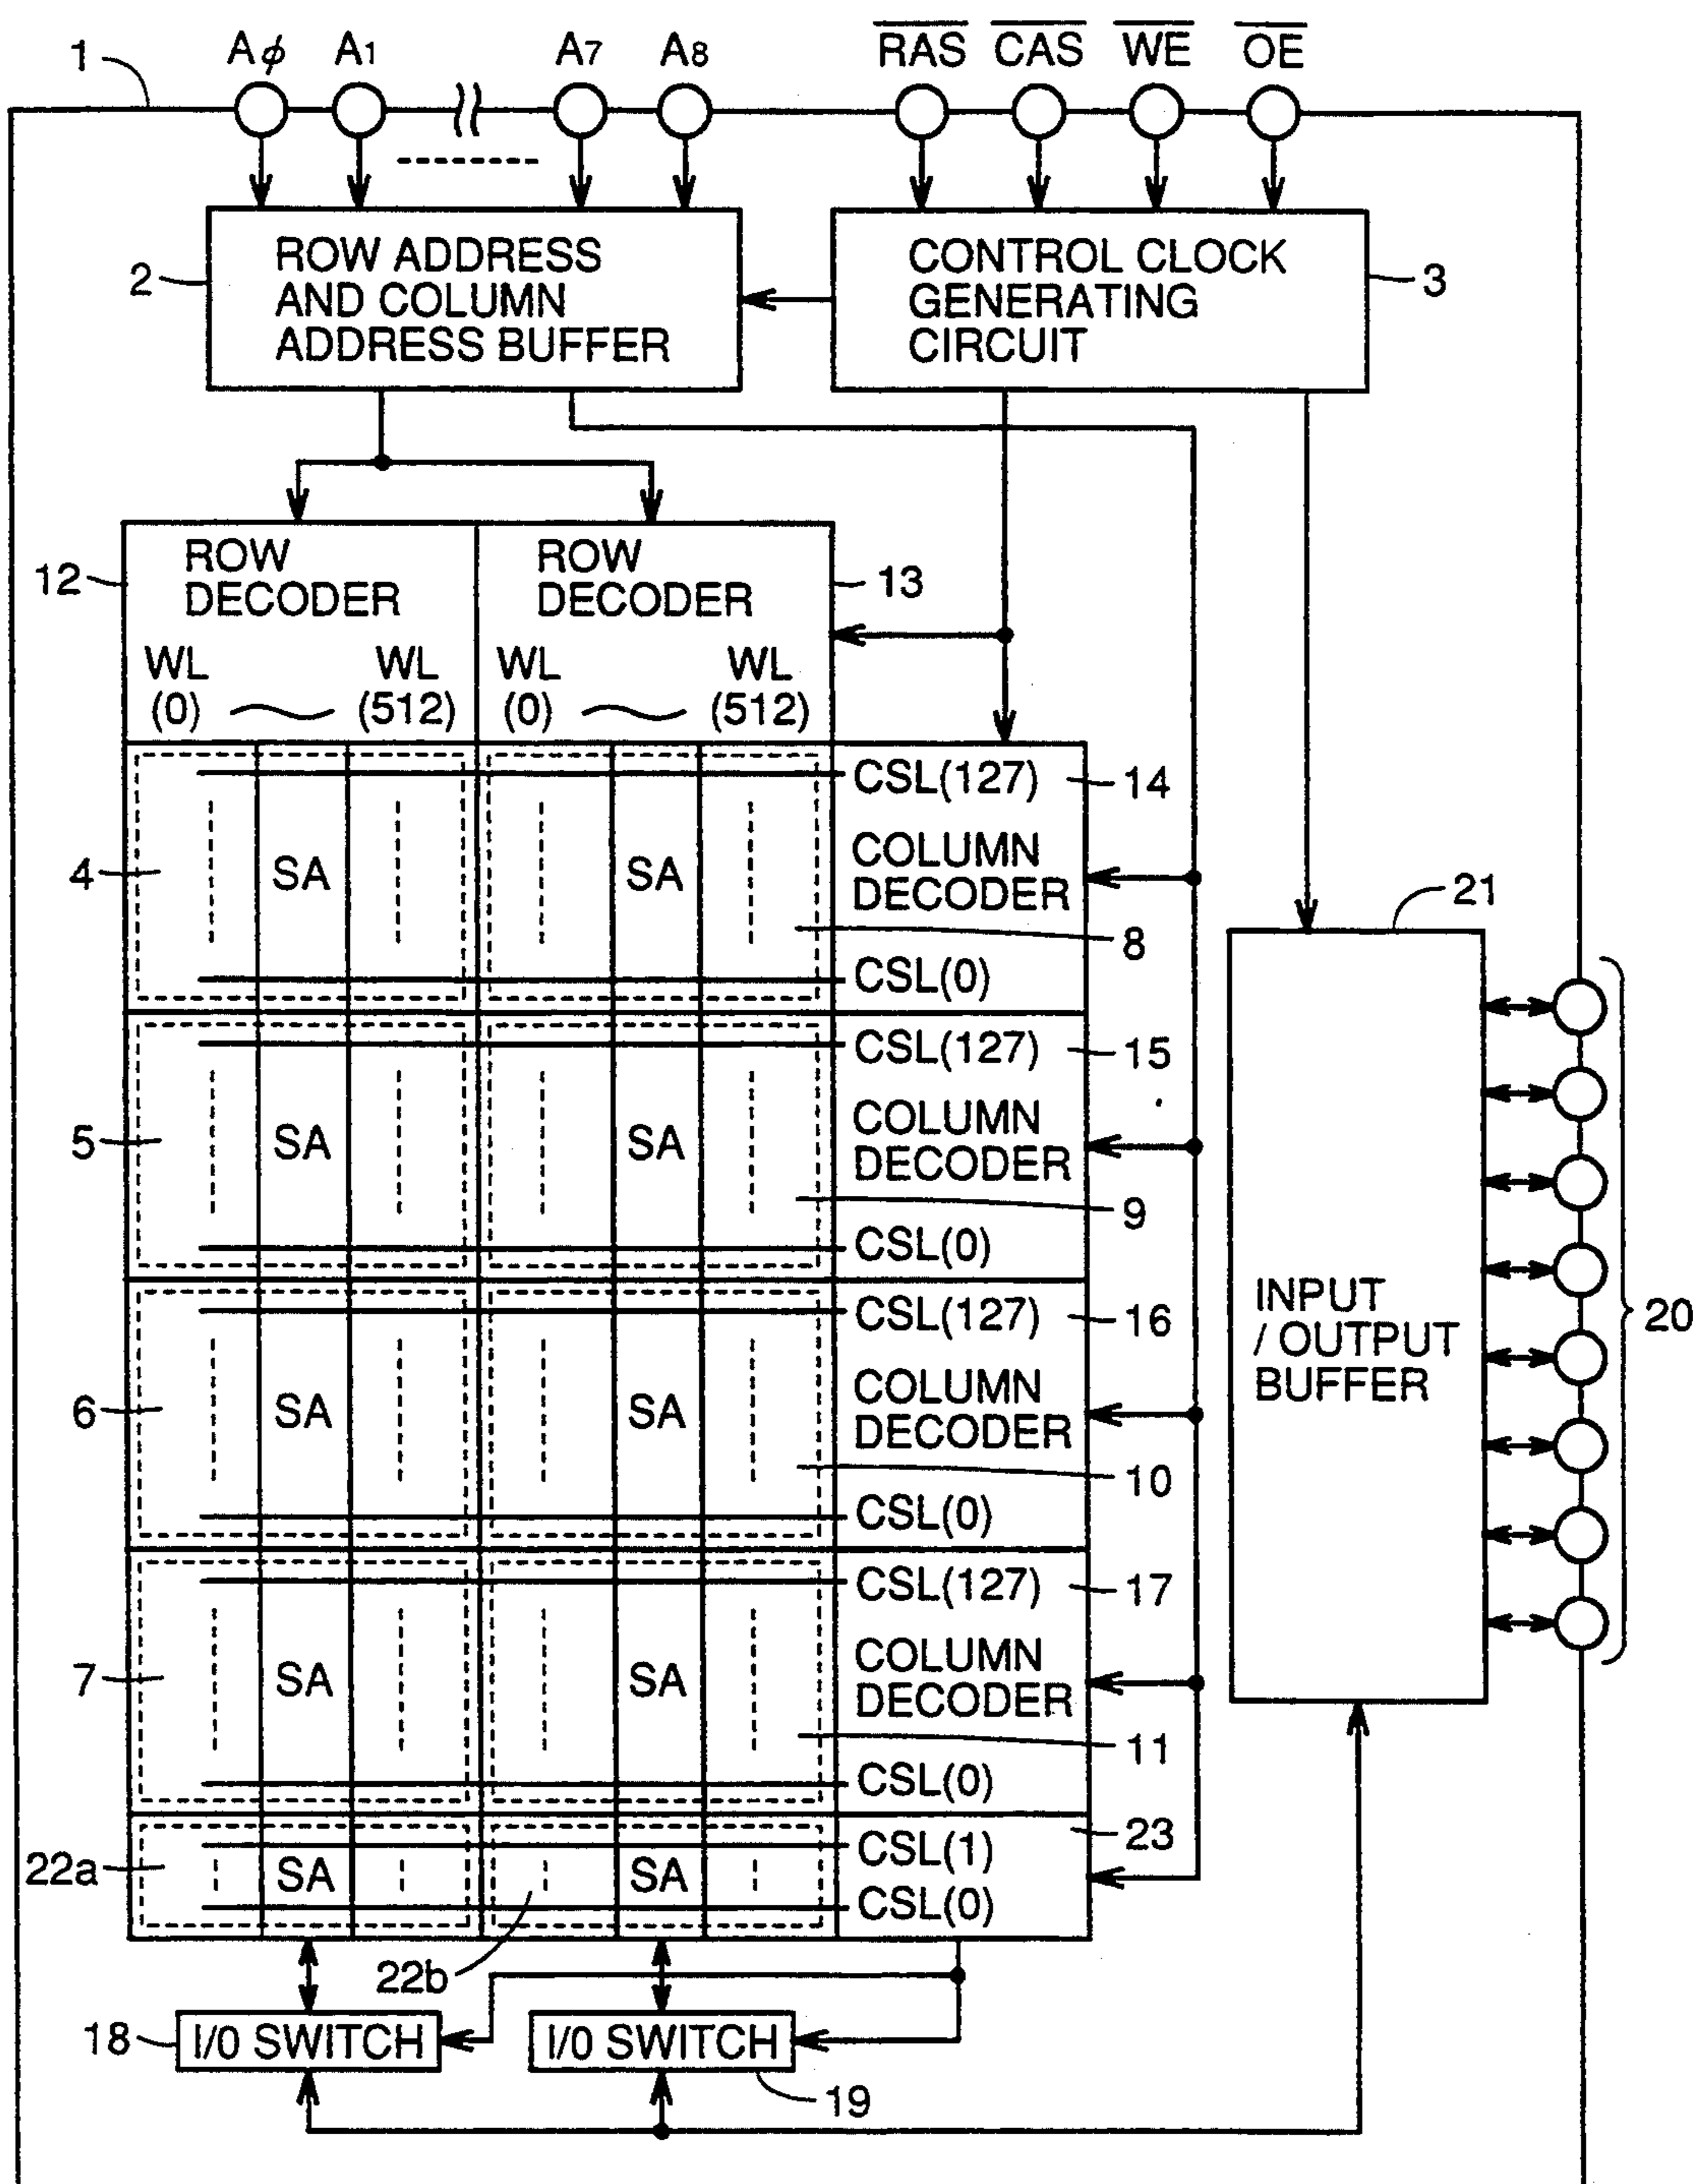 1 Aφ A1 A7 A8 RAS CAS WE OE
2
ROW ADDRESS
AND COLUMN
ADDRESS BUFFER
CONTROL CLOCK
GENERATING
CIRCUIT
3
12
ROW
DECODER
ROW
DECODER
13
WL WL WL WL
(0) (512) (0) (512)
CSL(127) 14
4 SA SA
COLUMN
DECODER
8
CSL(0)
21
CSL(127) 15
5 SA SA
COLUMN
DECODER
9
CSL(0)
INPUT
/ OUTPUT
BUFFER
20
CSL(127) 16
6 SA SA
COLUMN
DECODER
10
CSL(0)
CSL(127) 17
7 SA SA
COLUMN
DECODER
11
CSL(0)
23
22a SA SA CSL(1)
CSL(0)
22b
18 I/0 SWITCH I/0 SWITCH
19